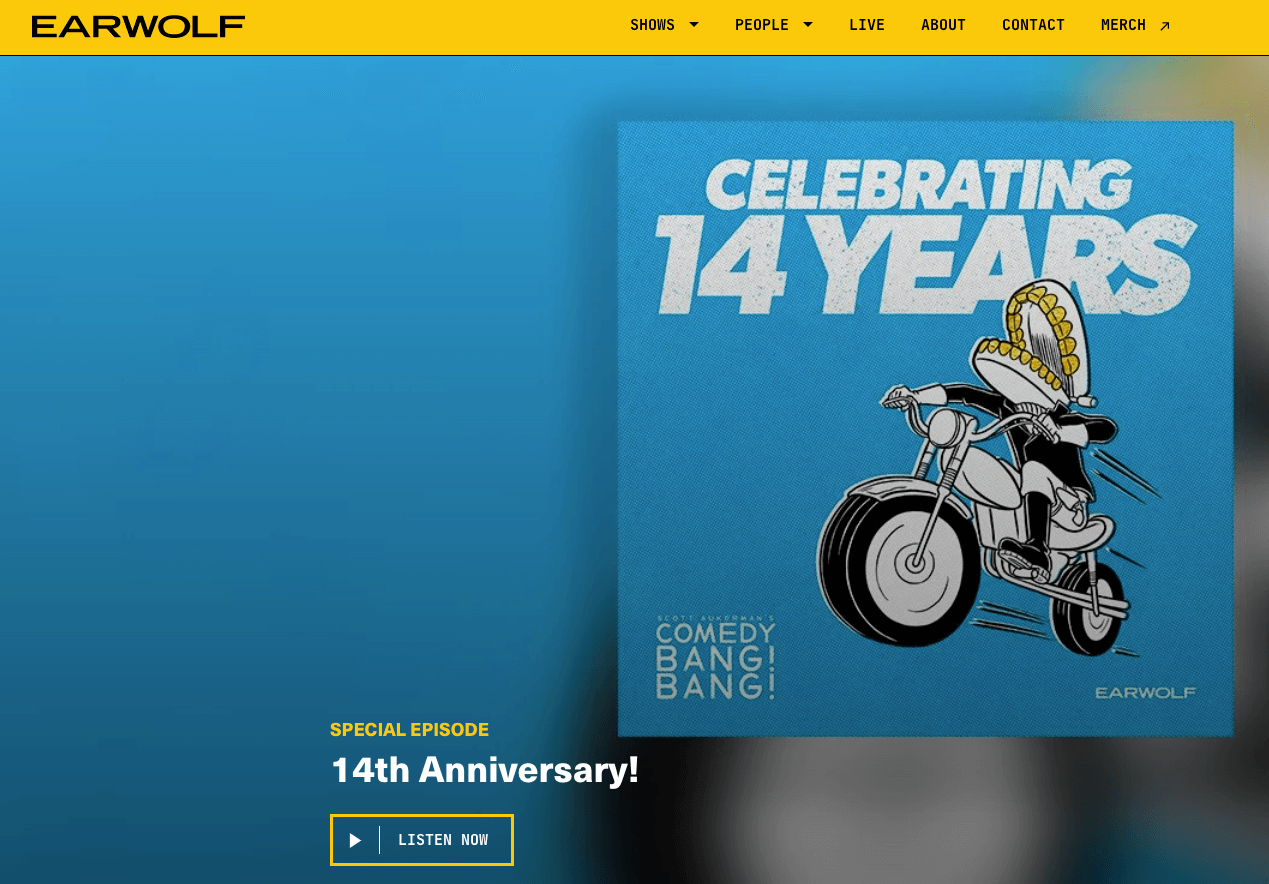 EARWOLF
SHOWS PEOPLE LIVE ABOUT CONTACT MERCH
CELEBRATING
14 YEARS
SCOTT AUKERMAN'S
COMEDY
BANG!
BANG!
EARWOLF
SPECIAL EPISODE
14th Anniversary!
LISTEN NOW